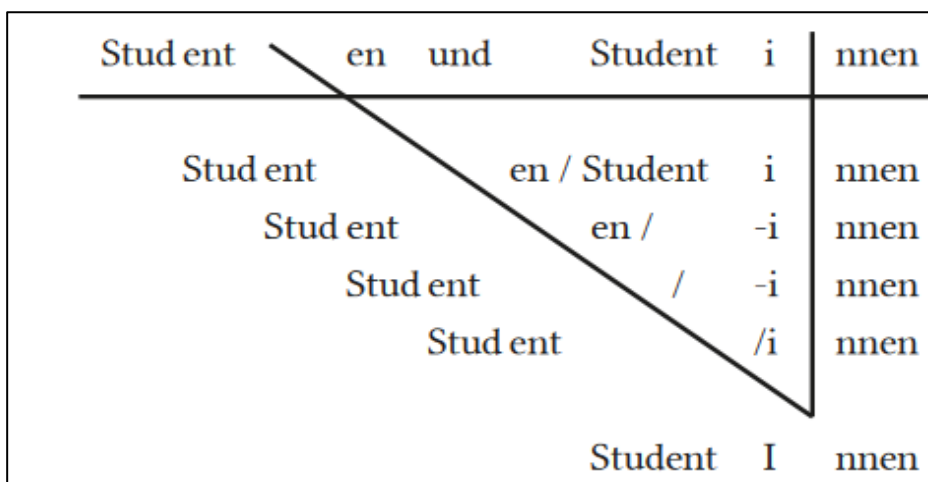 Stud ent en und Student i nnen
Stud ent en / Student i nnen
Stud ent en / -i nnen
Stud ent / -i nnen
Stud ent /i nnen
Student I nnen